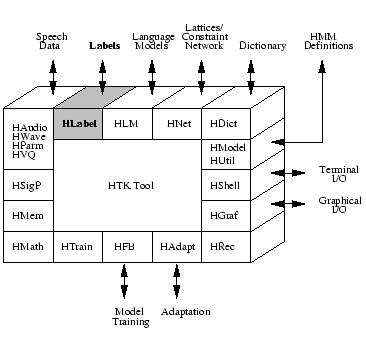 Speech
Data
Labels
Language
Models
Lattices/
Constraint
Network
Dictionary
HMM
Definitions
HAudio
HWave
HParm
HVQ
HLabel
HLM
HNet
HDict
HModel
HUtil
HSigP
HTK Tool
HShell
Terminal
I/O
HMem
HGraf
Graphical
I/O
HMath
HTrain
HFB
HAdapt
HRec
Model
Training
Adaptation